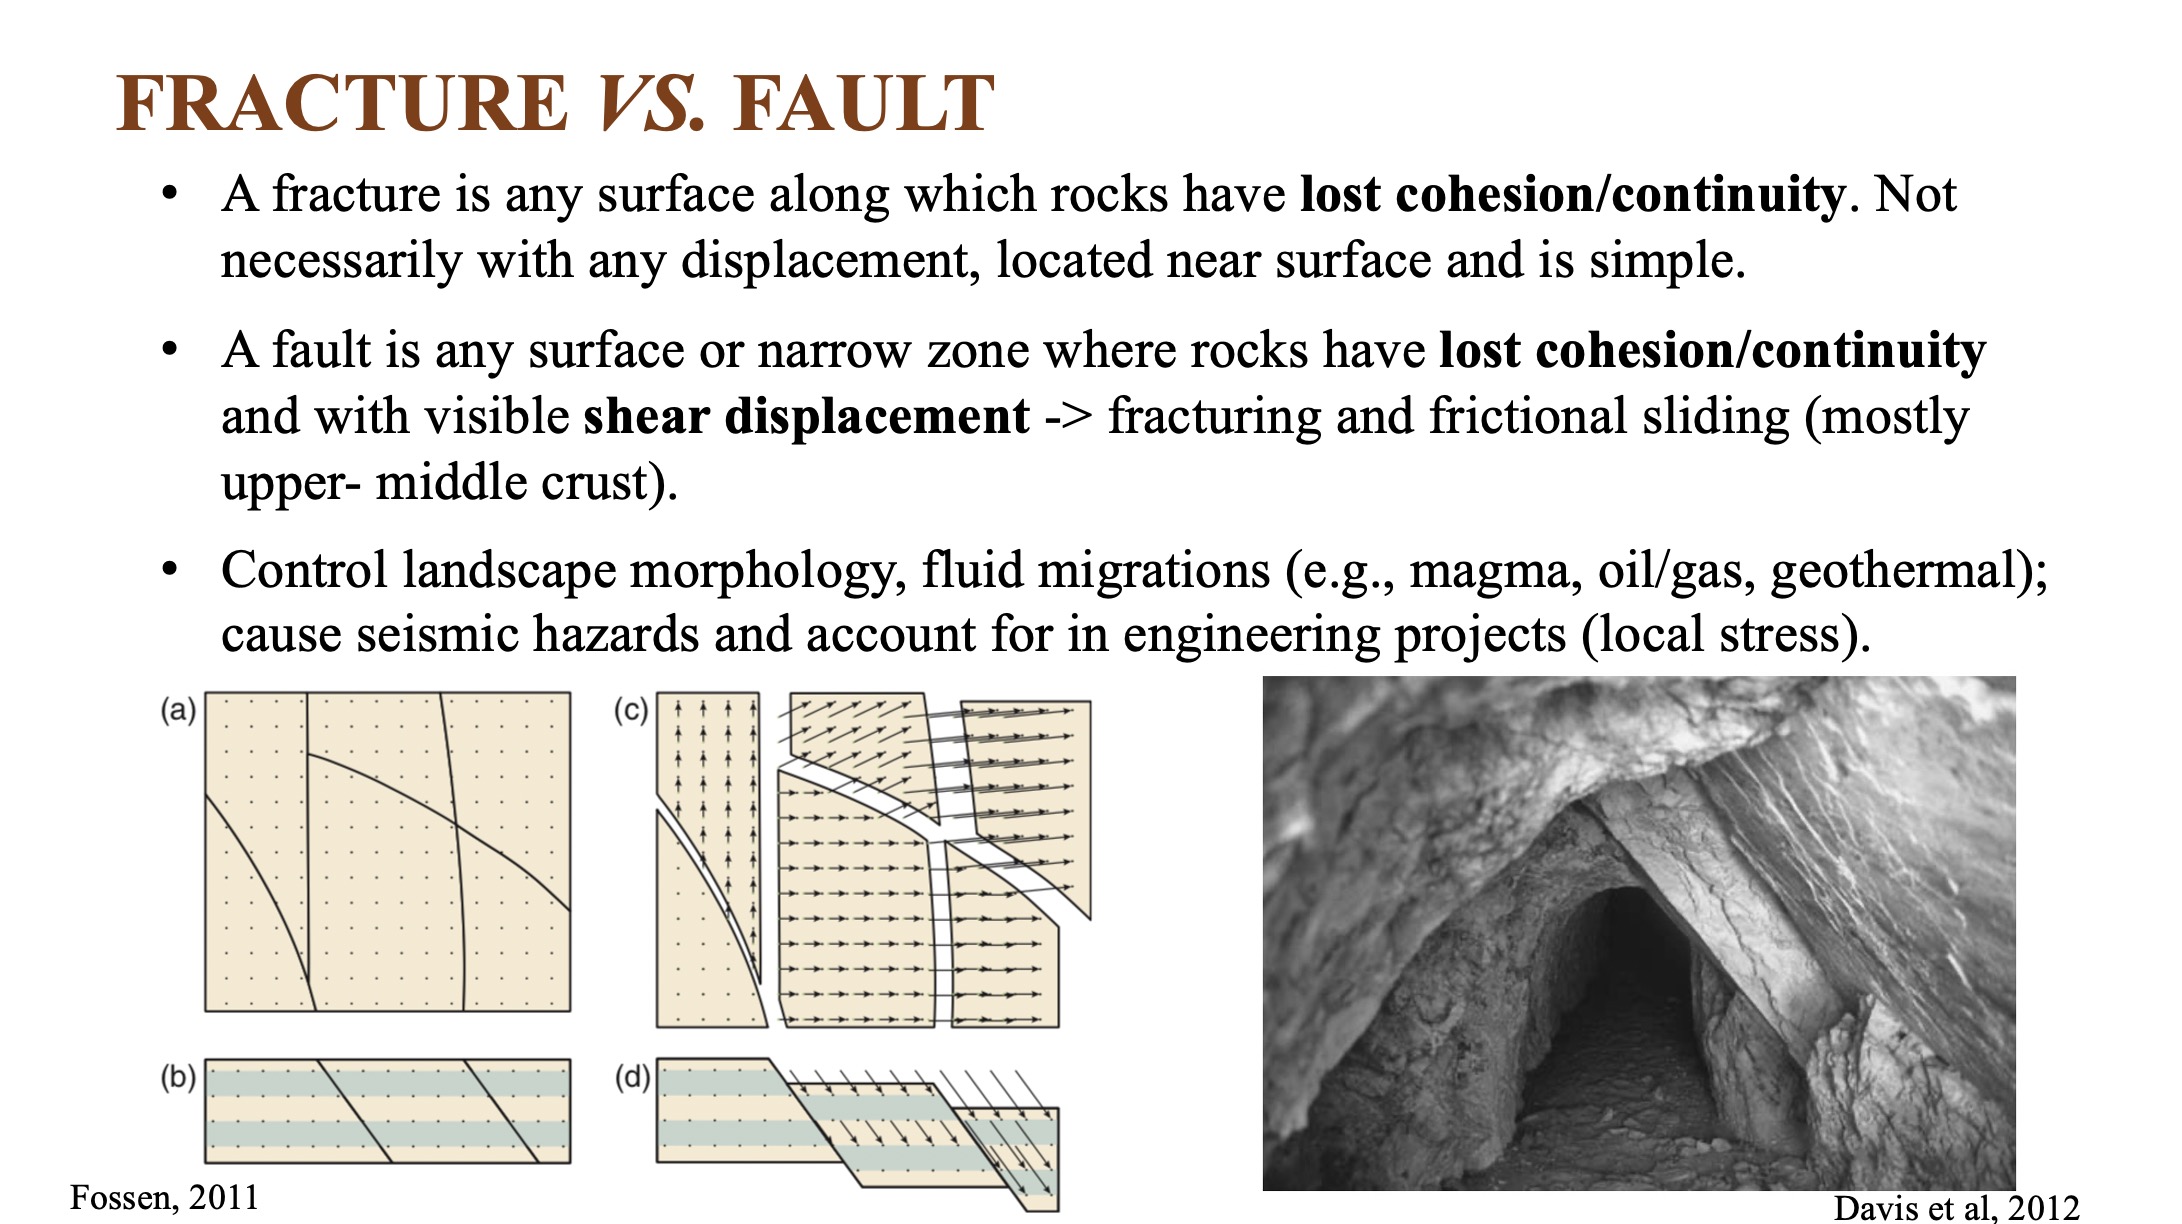 FRACTURE VS. FAULT
• A fracture is any surface along which rocks have lost cohesion/continuity. Not
necessarily with any displacement, located near surface and is simple.
• A fault is any surface or narrow zone where rocks have lost cohesion/continuity
and with visible shear displacement -> fracturing and frictional sliding (mostly
upper- middle crust).
• Control landscape morphology, fluid migrations (e.g., magma, oil/gas, geothermal);
cause seismic hazards and account for in engineering projects (local stress).
(a)
(c)
(b)
(d)
Fossen, 2011
Davis et al, 2012